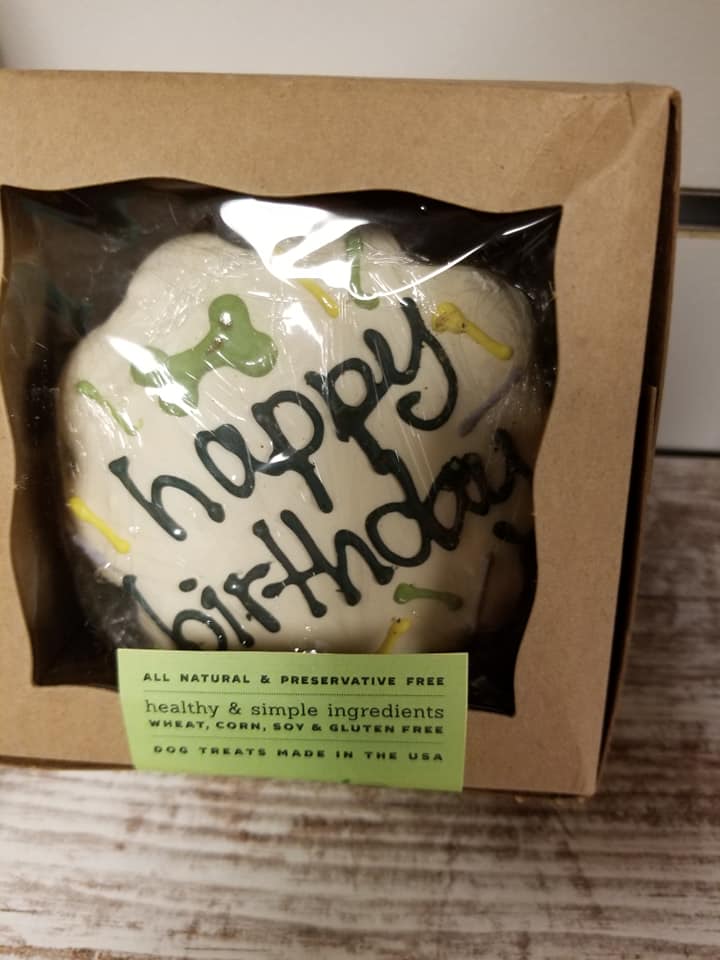 happy
birthday
ALL NATURAL & PRESERVATIVE FREE
healthy & simple ingredients
WHEAT, CORN, SOY & GLUTEN FREE
DOG TREATS MADE IN THE USA